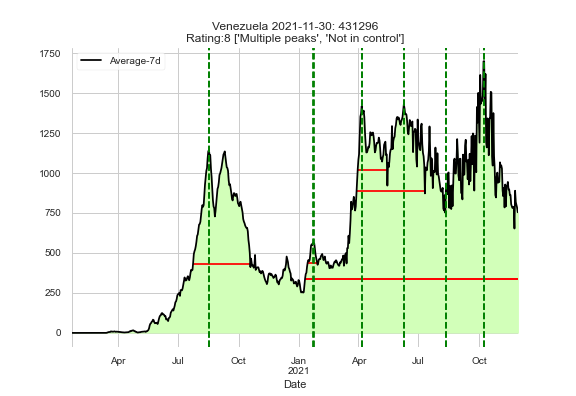 Venezuela 2021-11-30: 431296
Rating:8 ['Multiple peaks', 'Not in control']
Average-7d
1750
1500
1250
1000
750
500
250
0
Apr
Jul
Oct
Jan
2021
Apr
Jul
Oct
Date